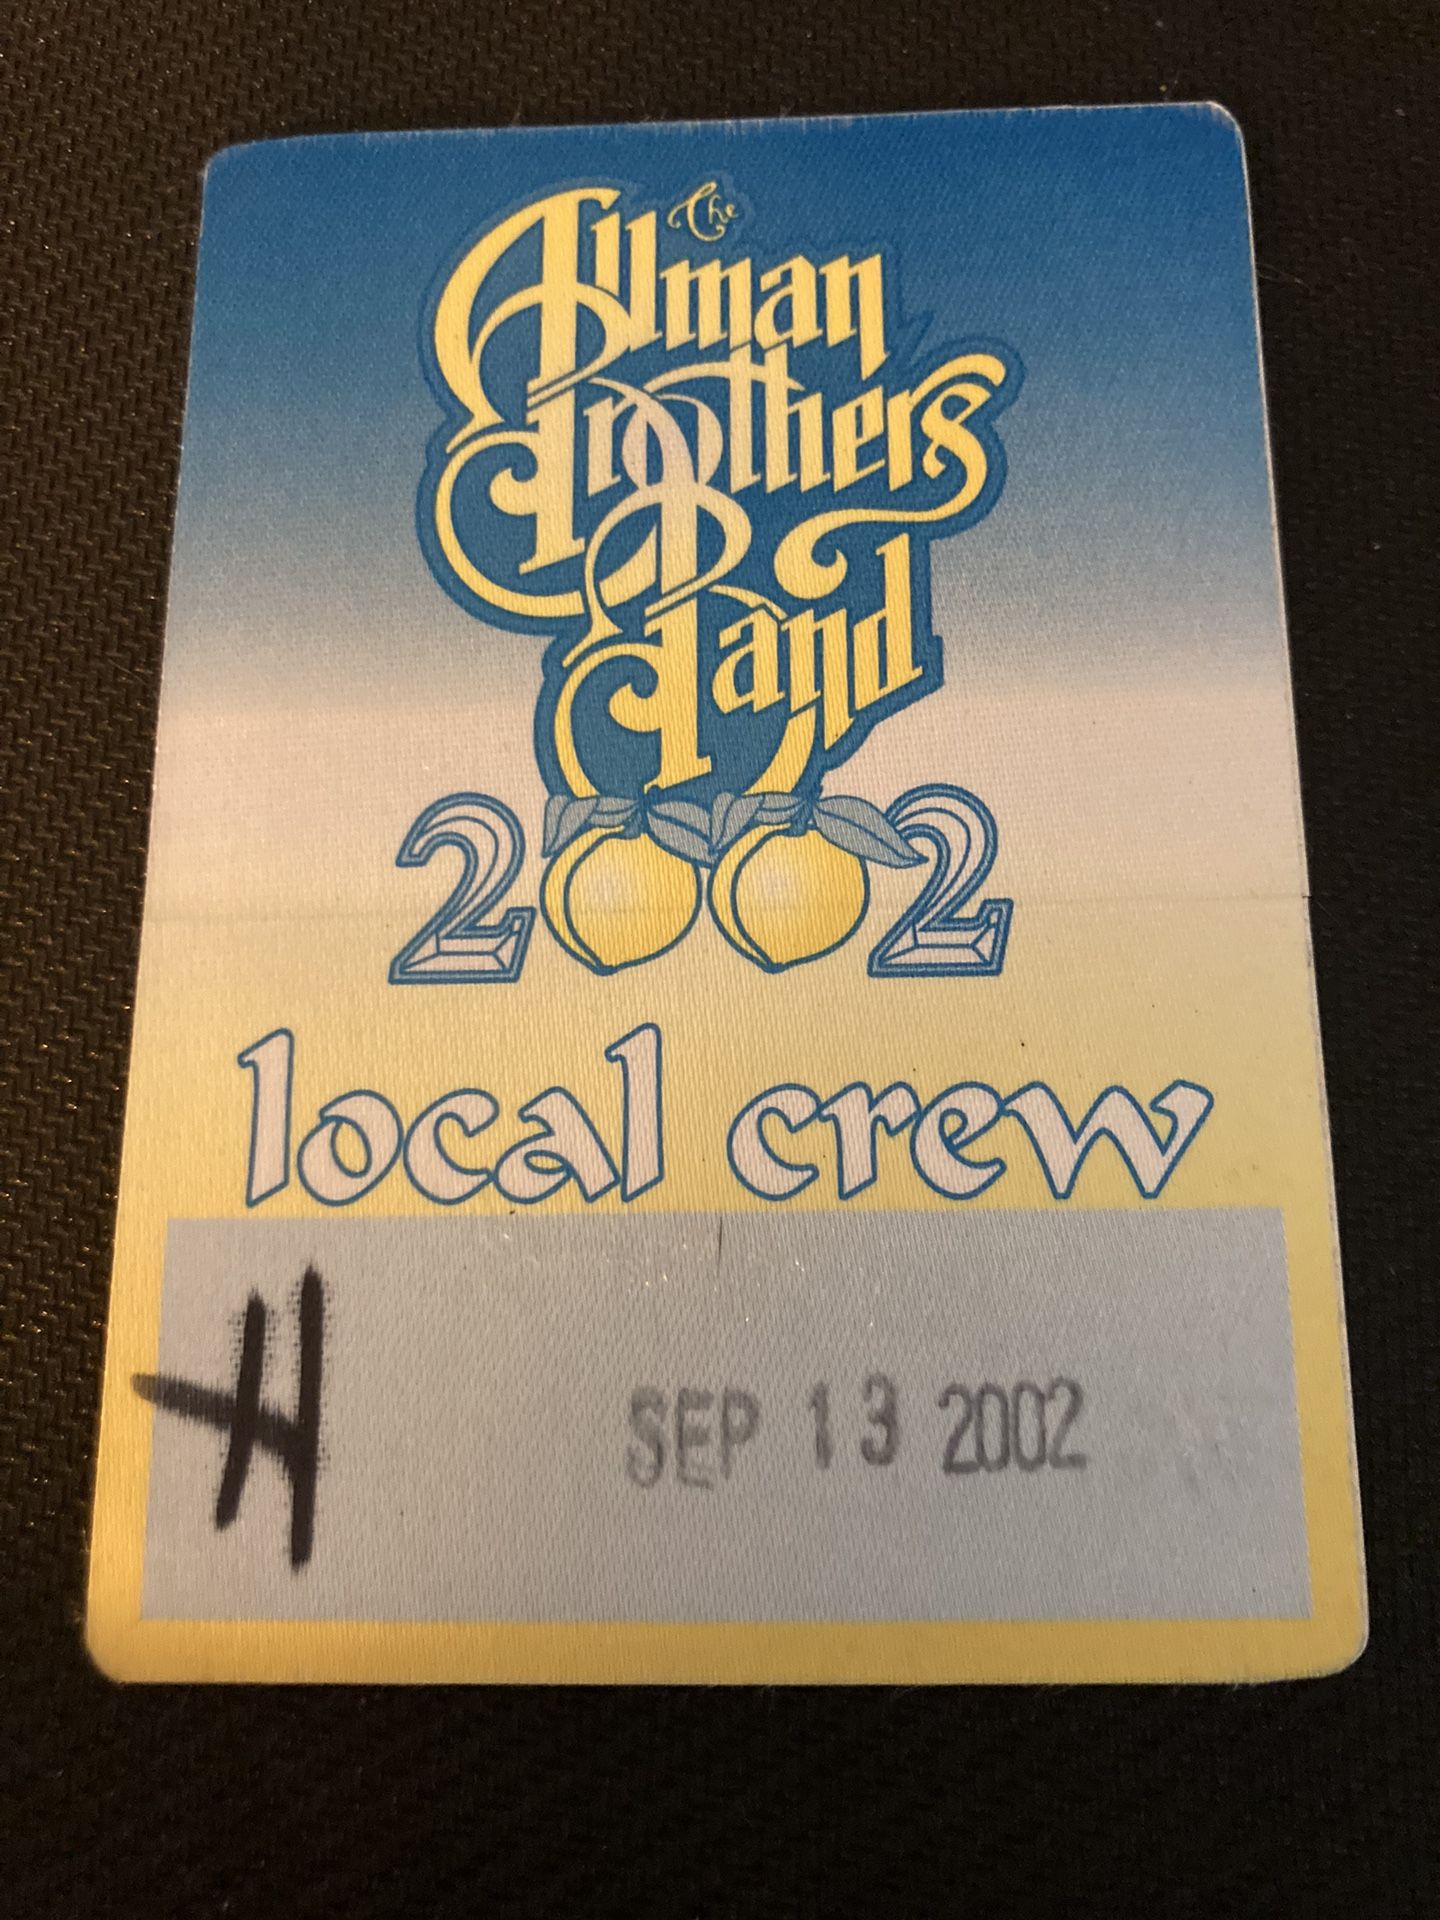 The
Allman
Brothers
Band
2002
local crew
H
SEP 13 2002